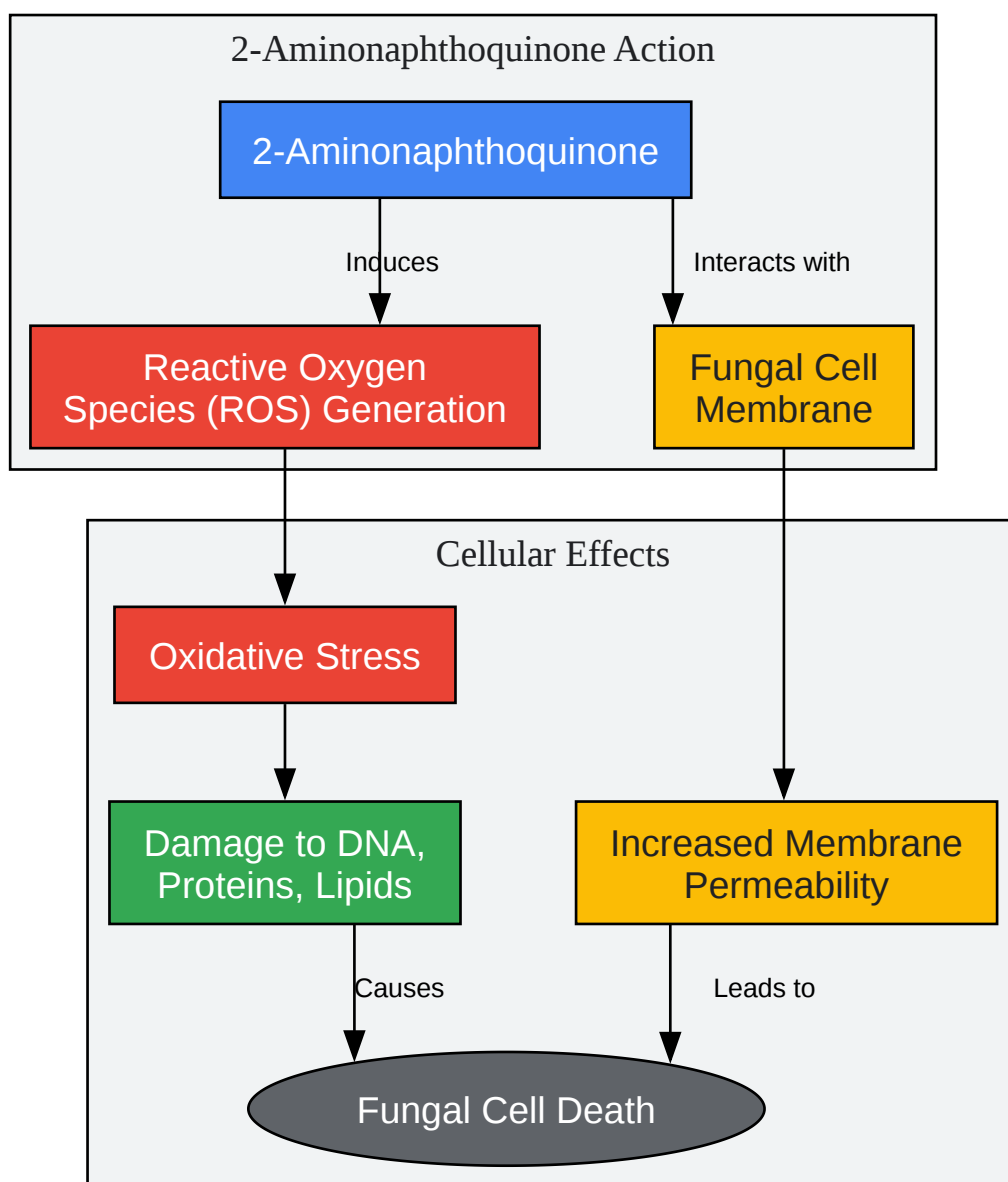 2-Aminonaphthoquinone Action
2-Aminonaphthoquinone
Induces
Interacts with
Reactive Oxygen
Species (ROS) Generation
Fungal Cell
Membrane
Cellular Effects
Oxidative Stress
Damage to DNA,
Proteins, Lipids
Increased Membrane
Permeability
Causes
Leads to
Fungal Cell Death